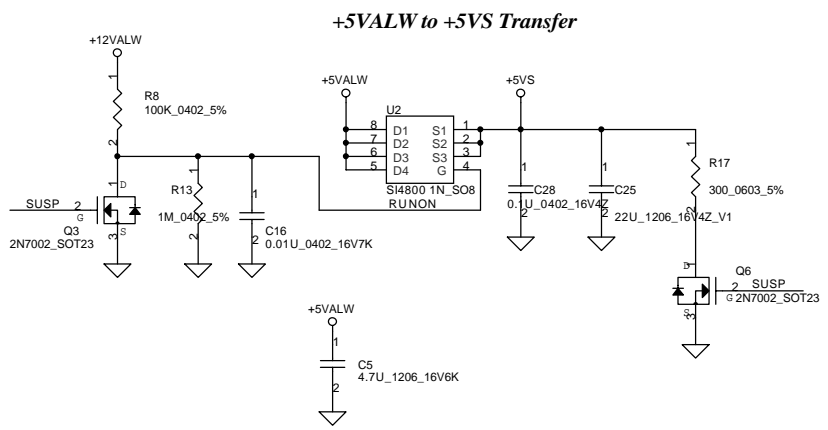 +5VALW to +5VS Transfer
+12VALW
1
R8
100K_0402_5%
2
1
D
SUSP
2
G
S
3
Q3
2N7002_SOT23
1
R13
1M_0402_5%
2
1
C16
2
0.01U_0402_16V7K
+5VALW
U2
8 D1 S1 1
7 D2 S2 2
6 D3 S3 3
5 D4 G 4
SI4800 1N_SO8
RUNON
+5VS
1
C28
0.1U_0402_16V4Z
2
1
C25
2
22U_1206_16V4Z_V1
1
R17
300_0603_5%
2
1
D
Q6
2
SUSP
G
2N7002_SOT23
S
3
+5VALW
1
C5
4.7U_1206_16V6K
2